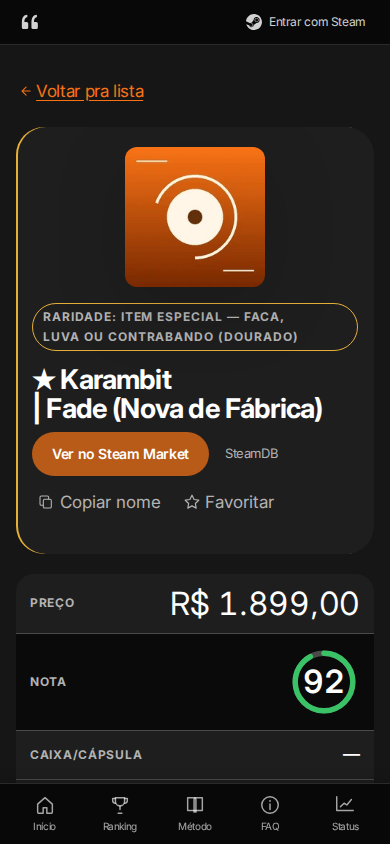 Entrar com Steam
← Voltar pra lista
RARIDADE: ITEM ESPECIAL — FACA,
LUVA OU CONTRABANDO (DOURADO)
★ Karambit
| Fade (Nova de Fábrica)
Ver no Steam Market SteamDB
Copiar nome Favoritar
PREÇO R$ 1.899,00
NOTA 92
CAIXA/CÁPSULA —
Início Ranking Método FAQ Status